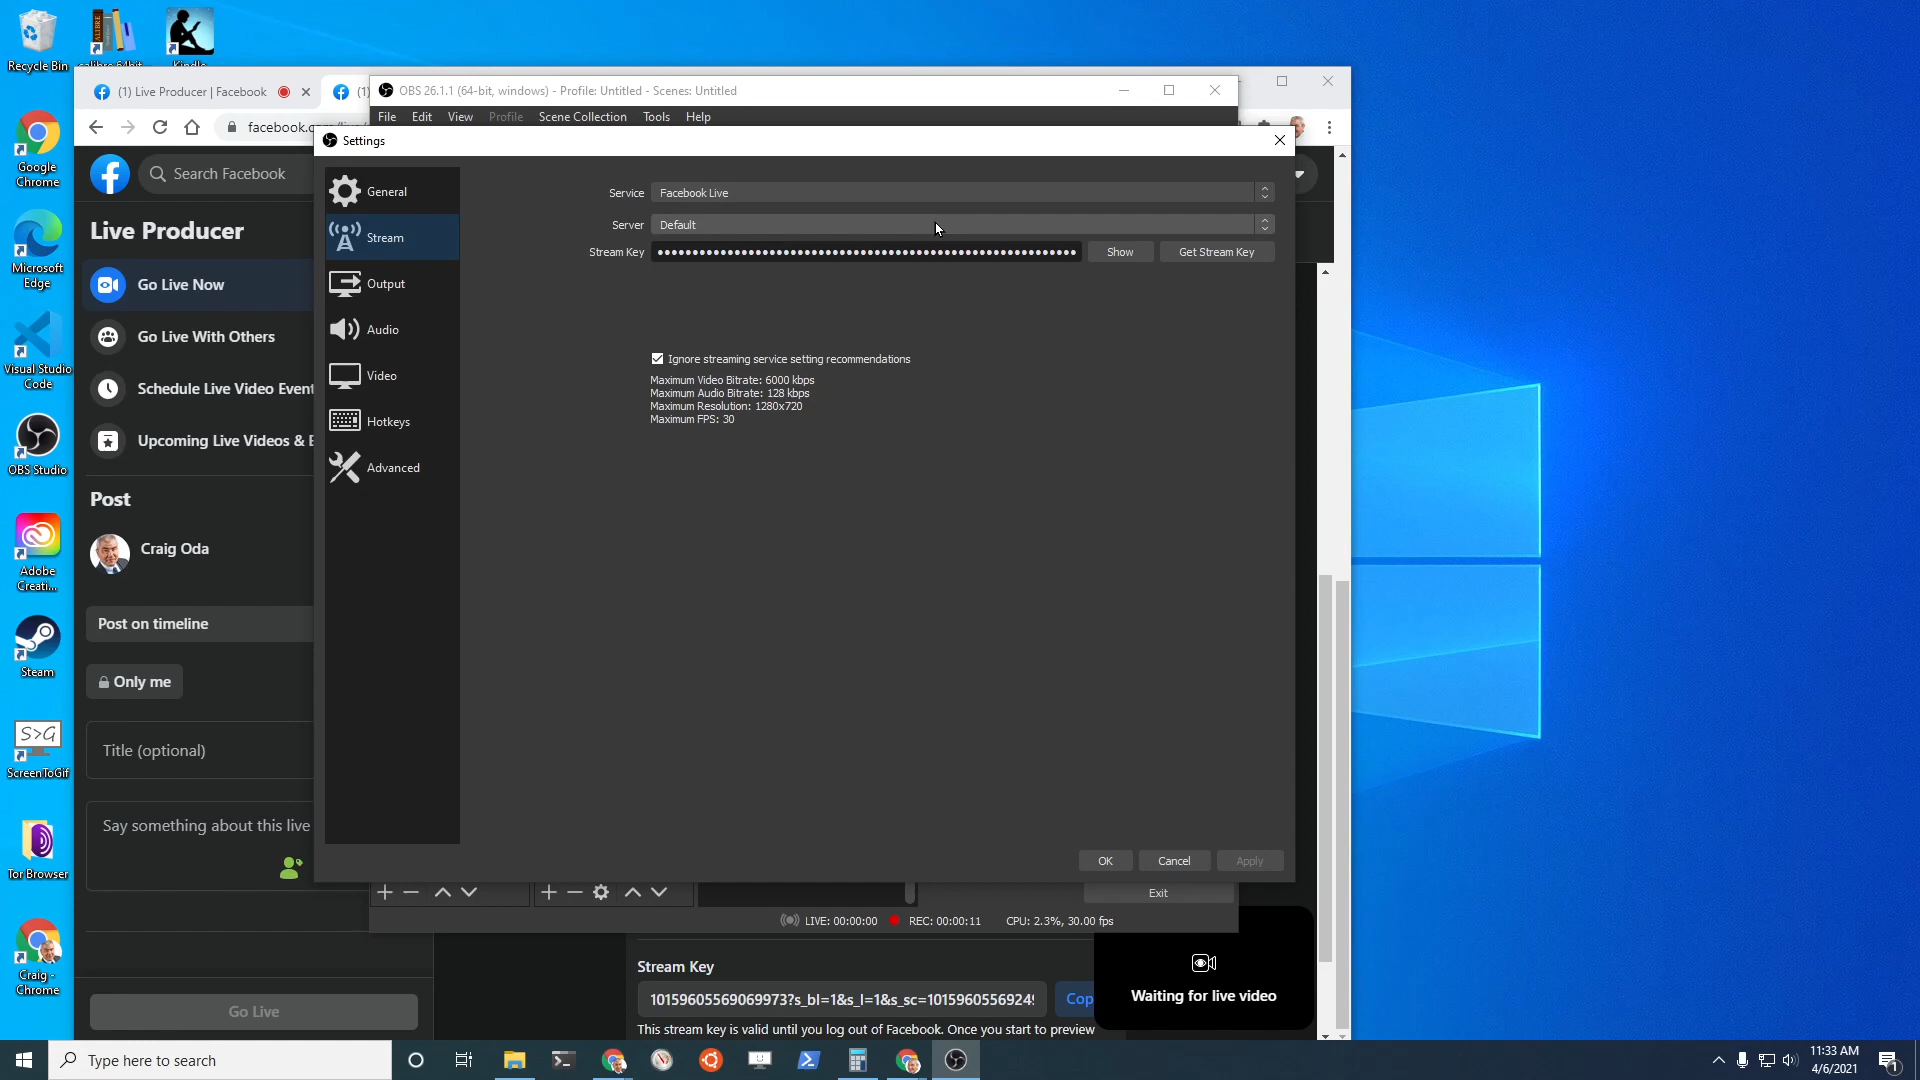 Recycle Bin
calibre 64bit
Kindle
Google
Chrome
Microsoft
Edge
Visual Studio
Code
OBS Studio
Adobe
Creati...
Steam
S>G
ScreenToGif
Tor Browser
Craig -
Chrome
(1) Live Producer | Facebook
(1)
facebook.c
Search Facebook
Live Producer
Go Live Now
Go Live With Others
Schedule Live Video Event
Upcoming Live Videos & E
Post
Craig Oda
Post on timeline
Only me
Title (optional)
Say something about this live
Go Live
OBS 26.1.1 (64-bit, windows) - Profile: Untitled - Scenes: Untitled
File Edit View Profile Scene Collection Tools Help
Settings
General
Stream
Output
Audio
Video
Hotkeys
Advanced
Service Facebook Live
Server Default
Stream Key Show Get Stream Key
Ignore streaming service setting recommendations
Maximum Video Bitrate: 6000 kbps
Maximum Audio Bitrate: 128 kbps
Maximum Resolution: 1280x720
Maximum FPS: 30
OK Cancel Apply
Exit
LIVE: 00:00:00 REC: 00:00:11 CPU: 2.3%, 30.00 fps
Stream Key
10159605569069973?s_bl=1&s_l=1&s_sc=1015960556924
Cop
This stream key is valid until you log out of Facebook. Once you start to preview
Waiting for live video
Type here to search
11:33 AM
4/6/2021
1